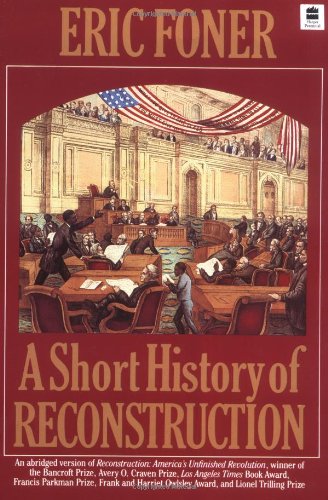 ERIC FONER
Harper
Perennial
A Short History of
RECONSTRUCTION
An abridged version of Reconstruction: America's Unfinished Revolution, winner of
the Bancroft Prize, Avery O. Craven Prize, Los Angeles Times Book Award,
Francis Parkman Prize, Frank and Harriet Owsley Award, and Lionel Trilling Prize